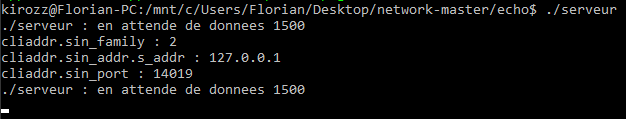 kirozz@Florian-PC:/mnt/c/Users/Florian/Desktop/network-master/echo$ ./serveur
./serveur : en attende de donnees 1500
cliaddr.sin_family : 2
cliaddr.sin_addr.s_addr : 127.0.0.1
cliaddr.sin_port : 14019
./serveur : en attende de donnees 1500